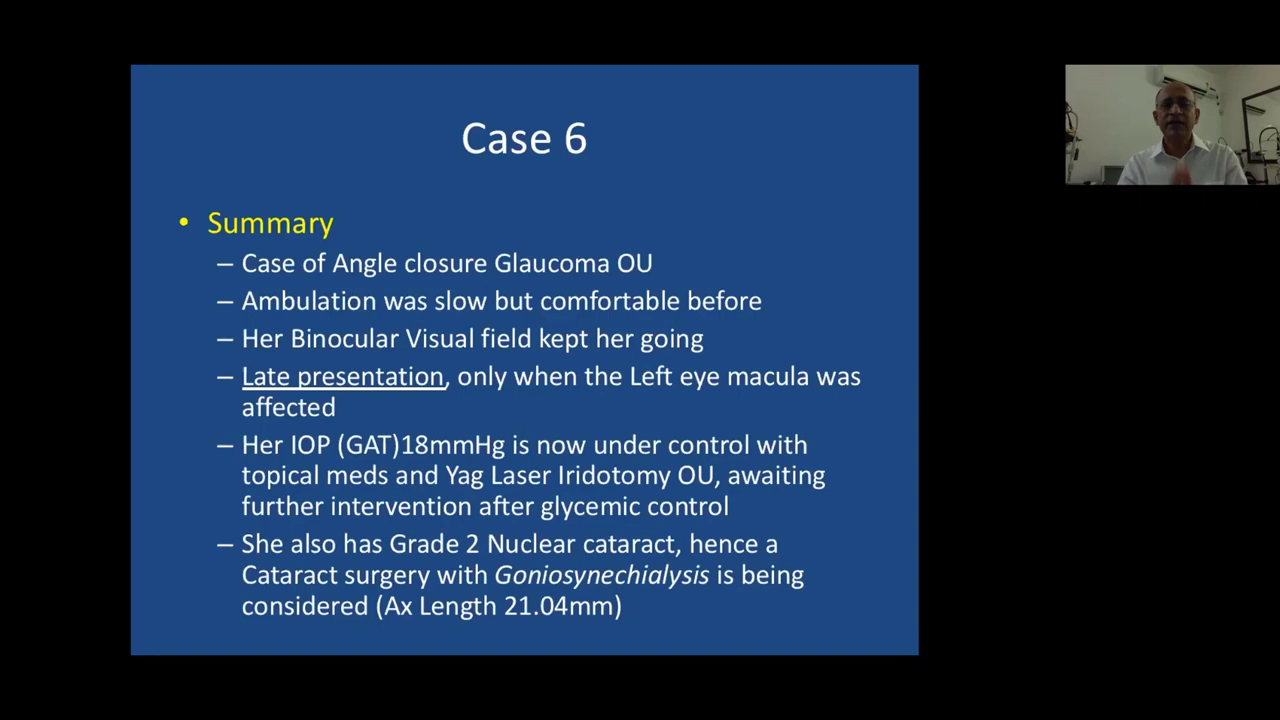 Case 6
• Summary
– Case of Angle closure Glaucoma OU
– Ambulation was slow but comfortable before
– Her Binocular Visual field kept her going
– Late presentation, only when the Left eye macula was
affected
– Her IOP (GAT)18mmHg is now under control with
topical meds and Yag Laser Iridotomy OU, awaiting
further intervention after glycemic control
– She also has Grade 2 Nuclear cataract, hence a
Cataract surgery with Goniosynechialysis is being
considered (Ax Length 21.04mm)